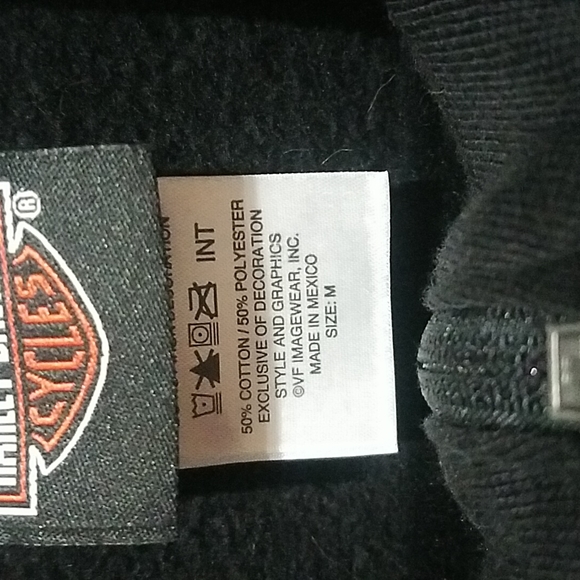 CYCLES
®
INT
50% COTTON / 50% POLYESTER
EXCLUSIVE OF DECORATION
STYLE AND GRAPHICS
©VF IMAGEWEAR, INC.
MADE IN MEXICO
SIZE: M